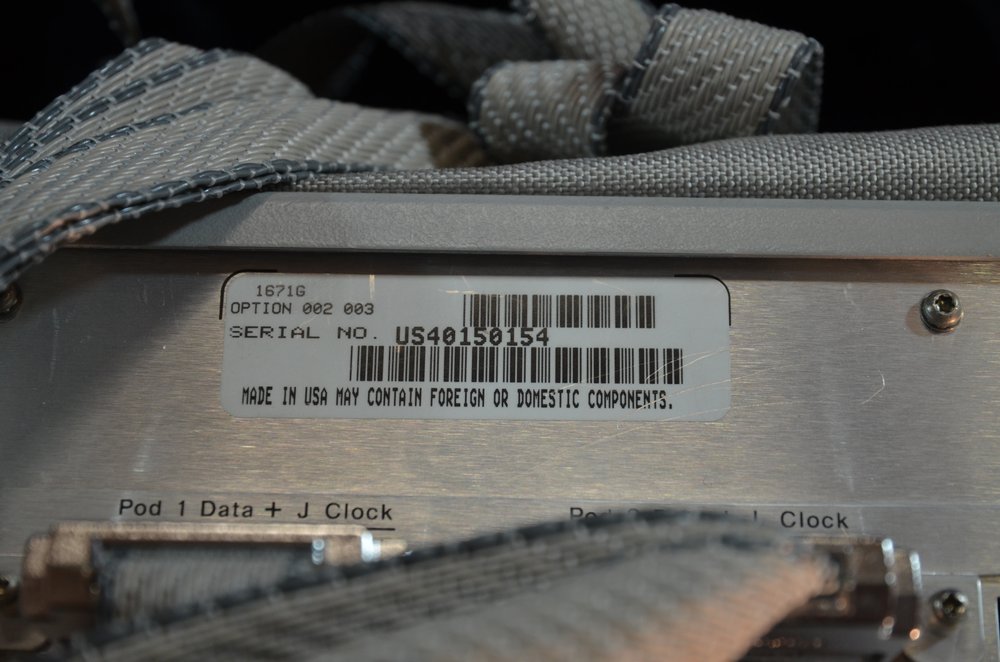 1671G
OPTION 002 003
SERIAL NO. US40150154
MADE IN USA MAY CONTAIN FOREIGN OR DOMESTIC COMPONENTS.
Pod 1 Data + J Clock
Clock